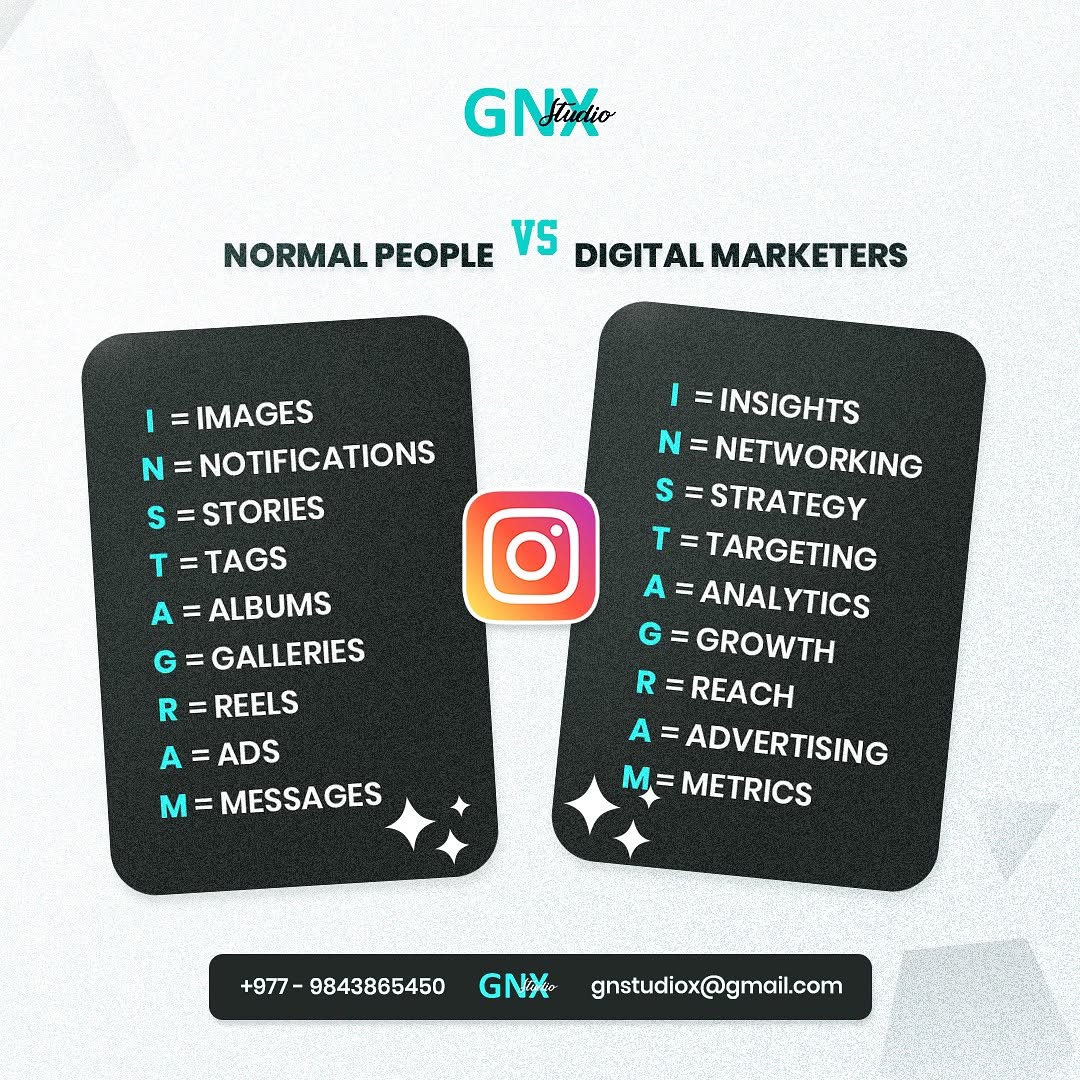 GNX Studio
NORMAL PEOPLE VS DIGITAL MARKETERS
I = IMAGES
N = NOTIFICATIONS
S = STORIES
T = TAGS
A = ALBUMS
G = GALLERIES
R = REELS
A = ADS
M = MESSAGES
I = INSIGHTS
N = NETWORKING
S = STRATEGY
T = TARGETING
A = ANALYTICS
G = GROWTH
R = REACH
A = ADVERTISING
M = METRICS
+977 - 9843865450 GNX Studio gnstudiox@gmail.com